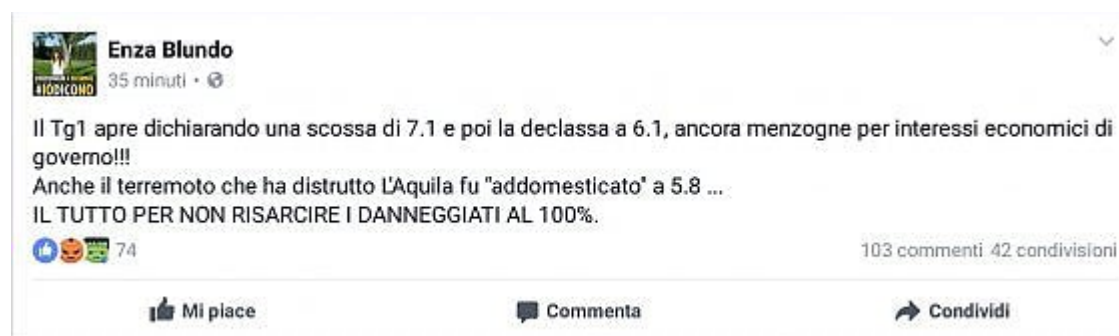 Enza Blundo
35 minuti
#IODICONO
Il Tg1 apre dichiarando una scossa di 7.1 e poi la declassa a 6.1, ancora menzogne per interessi economici di
governo!!!
Anche il terremoto che ha distrutto L'Aquila fu "addomesticato" a 5.8 ...
IL TUTTO PER NON RISARCIRE I DANNEGGIATI AL 100%.
74
103 commenti 42 condivisioni
Mi piace
Commenta
Condividi